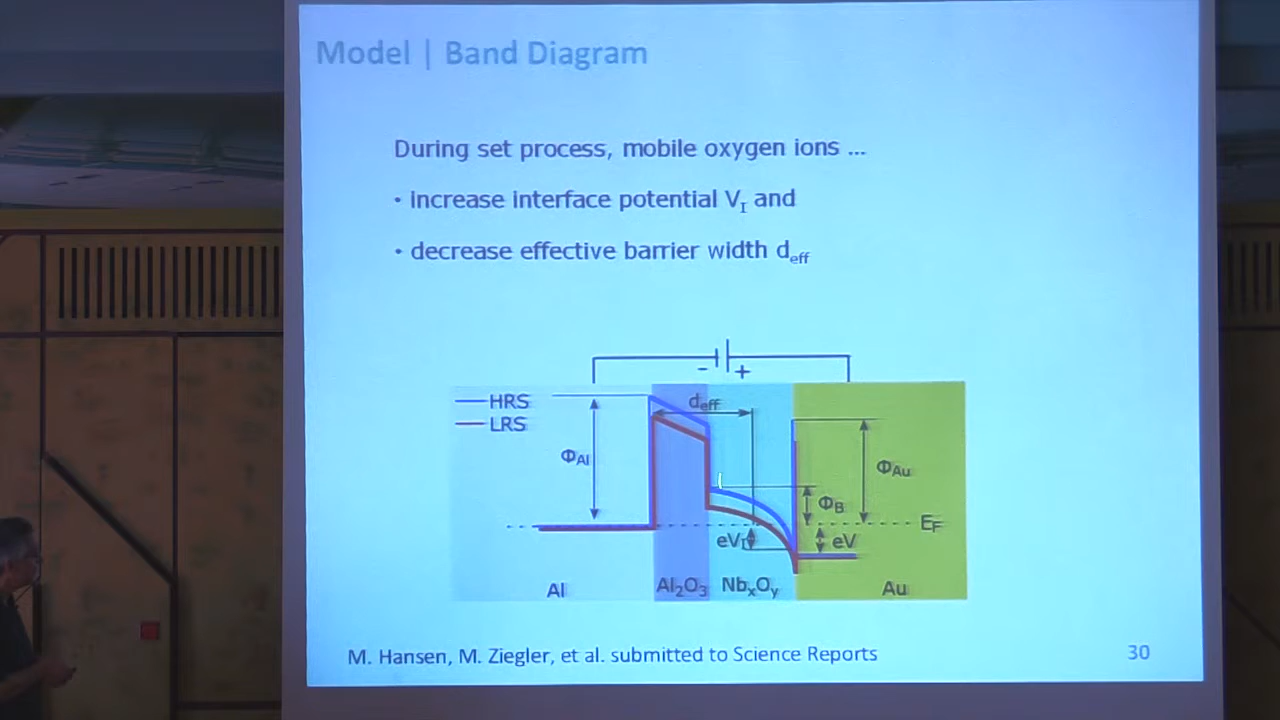 Model | Band Diagram
During set process, mobile oxygen ions ...
• increase interface potential V_I and
• decrease effective barrier width d_eff
- +
HRS
LRS
d_eff
Φ_Al
Φ_Au
Φ_B
E_F
eV_I
eV
Al
Al₂O₃
Nb_xO_y
Au
M. Hansen, M. Ziegler, et al. submitted to Science Reports
30